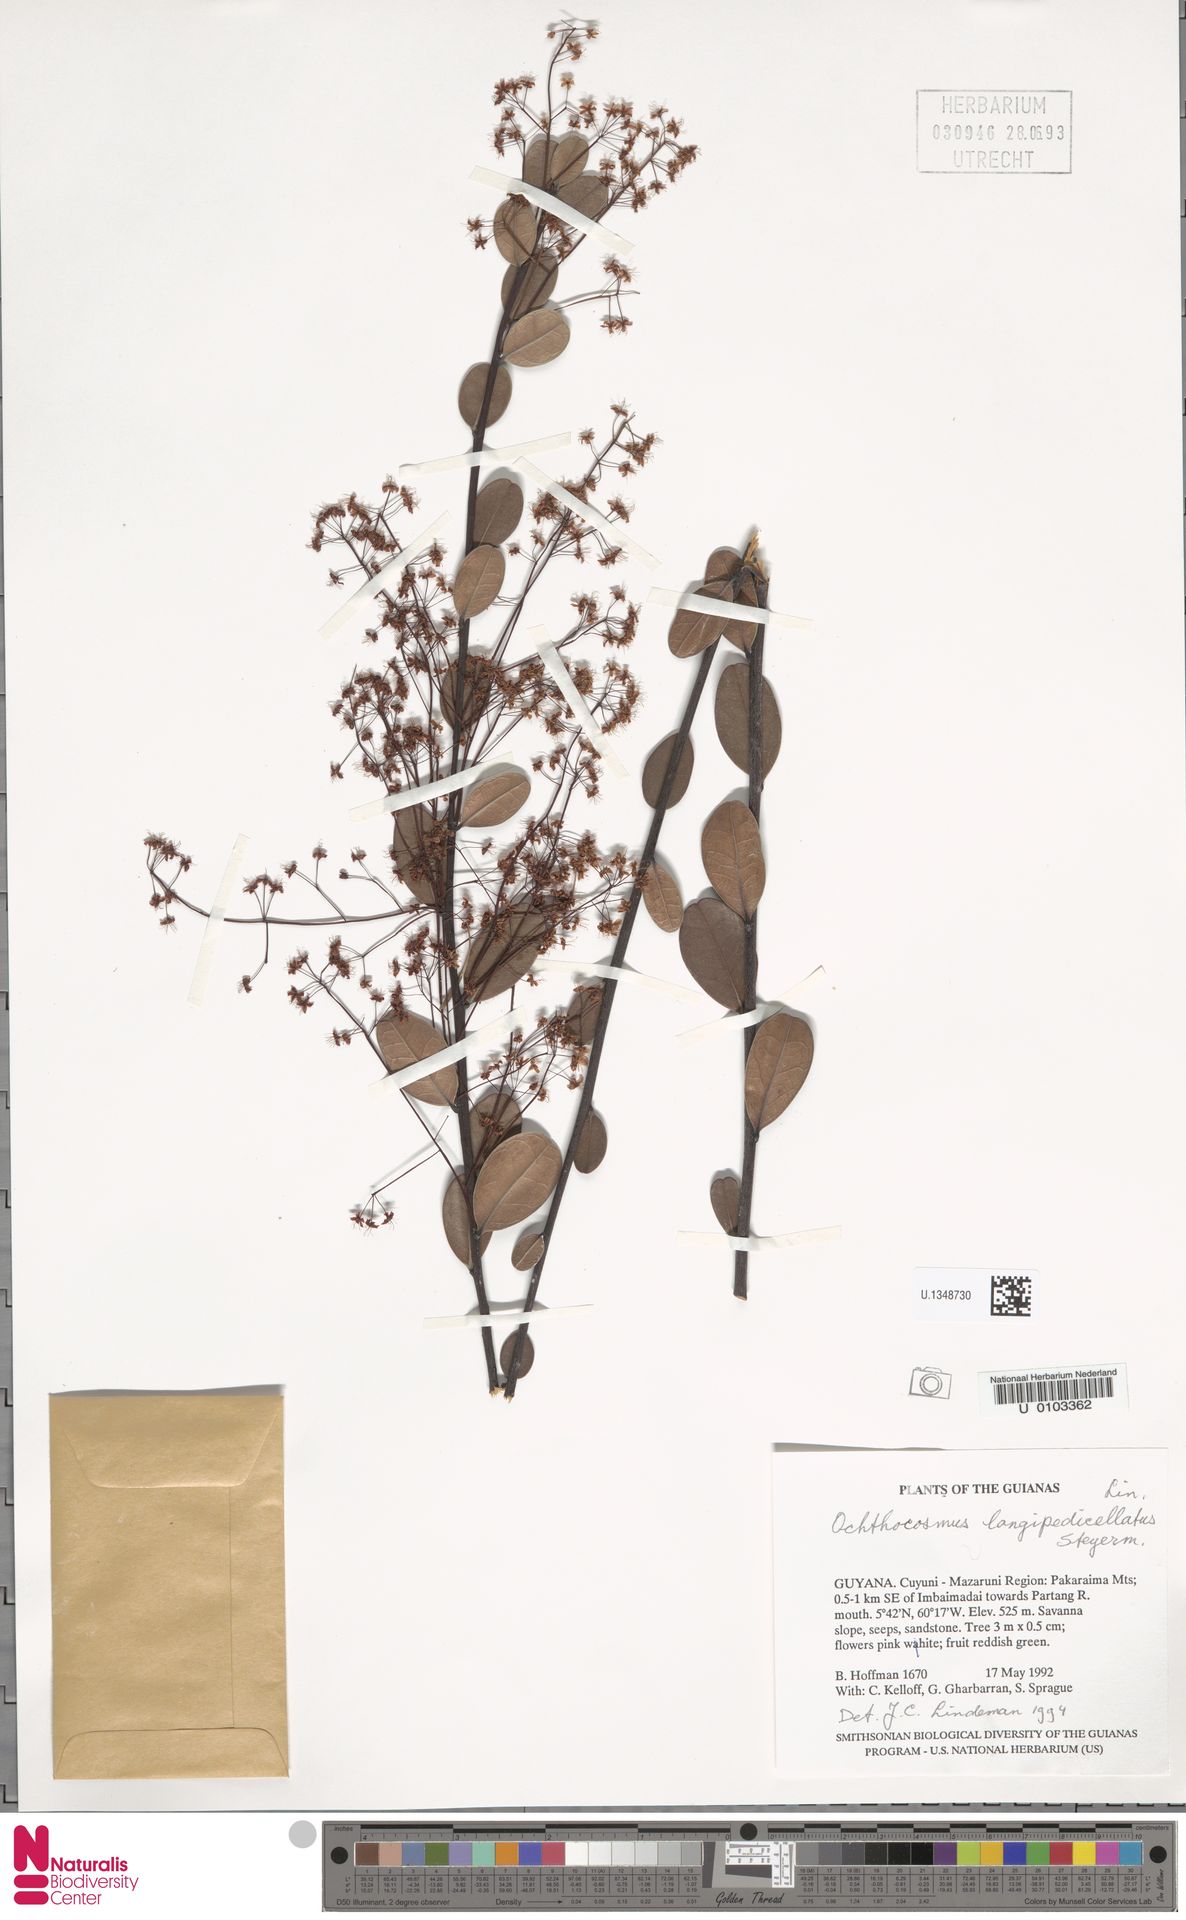 HERBARIUM
030946 28.05.93
UTRECHT
U.1348730
Nationaal Herbarium Nederland
U 0103362
PLANTS OF THE GUIANAS
Lin.
Ochthocosmus longipedicellatus
Steyerm.
GUYANA. Cuyuni - Mazaruni Region: Pakaraima Mts;
0.5-1 km SE of Imbaimadai towards Partang R.
mouth. 5°42'N, 60°17'W. Elev. 525 m. Savanna
slope, seeps, sandstone. Tree 3 m x 0.5 cm;
flowers pink wahite; fruit reddish green.
B. Hoffman 1670 17 May 1992
With: C. Kelloff, G. Gharbarran, S. Sprague
Det. J.C. Lindeman 1994
SMITHSONIAN BIOLOGICAL DIVERSITY OF THE GUIANAS
PROGRAM - U.S. NATIONAL HERBARIUM (US)
Naturalis
Biodiversity
Center
inches
centimeters
D50 Illuminant, 2 degree observer
Density
Golden Thread
Colors by Munsell Color Services Lab